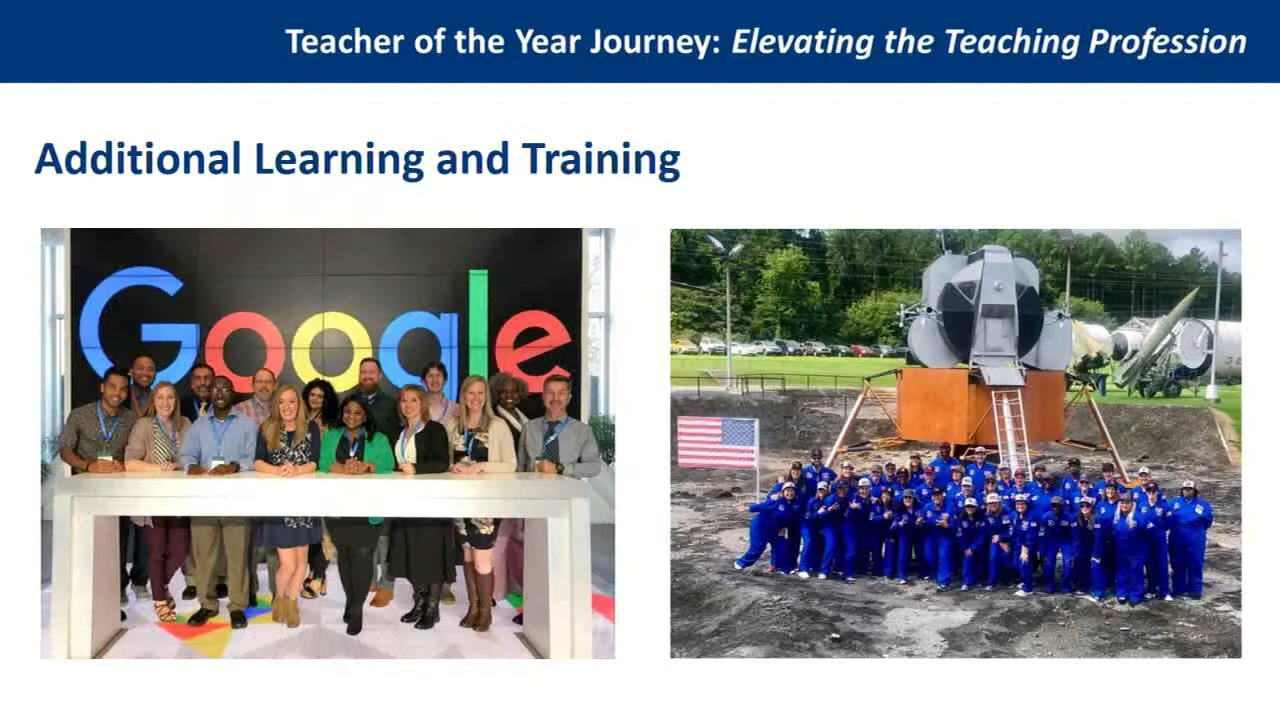 Teacher of the Year Journey: Elevating the Teaching Profession
Additional Learning and Training
Google